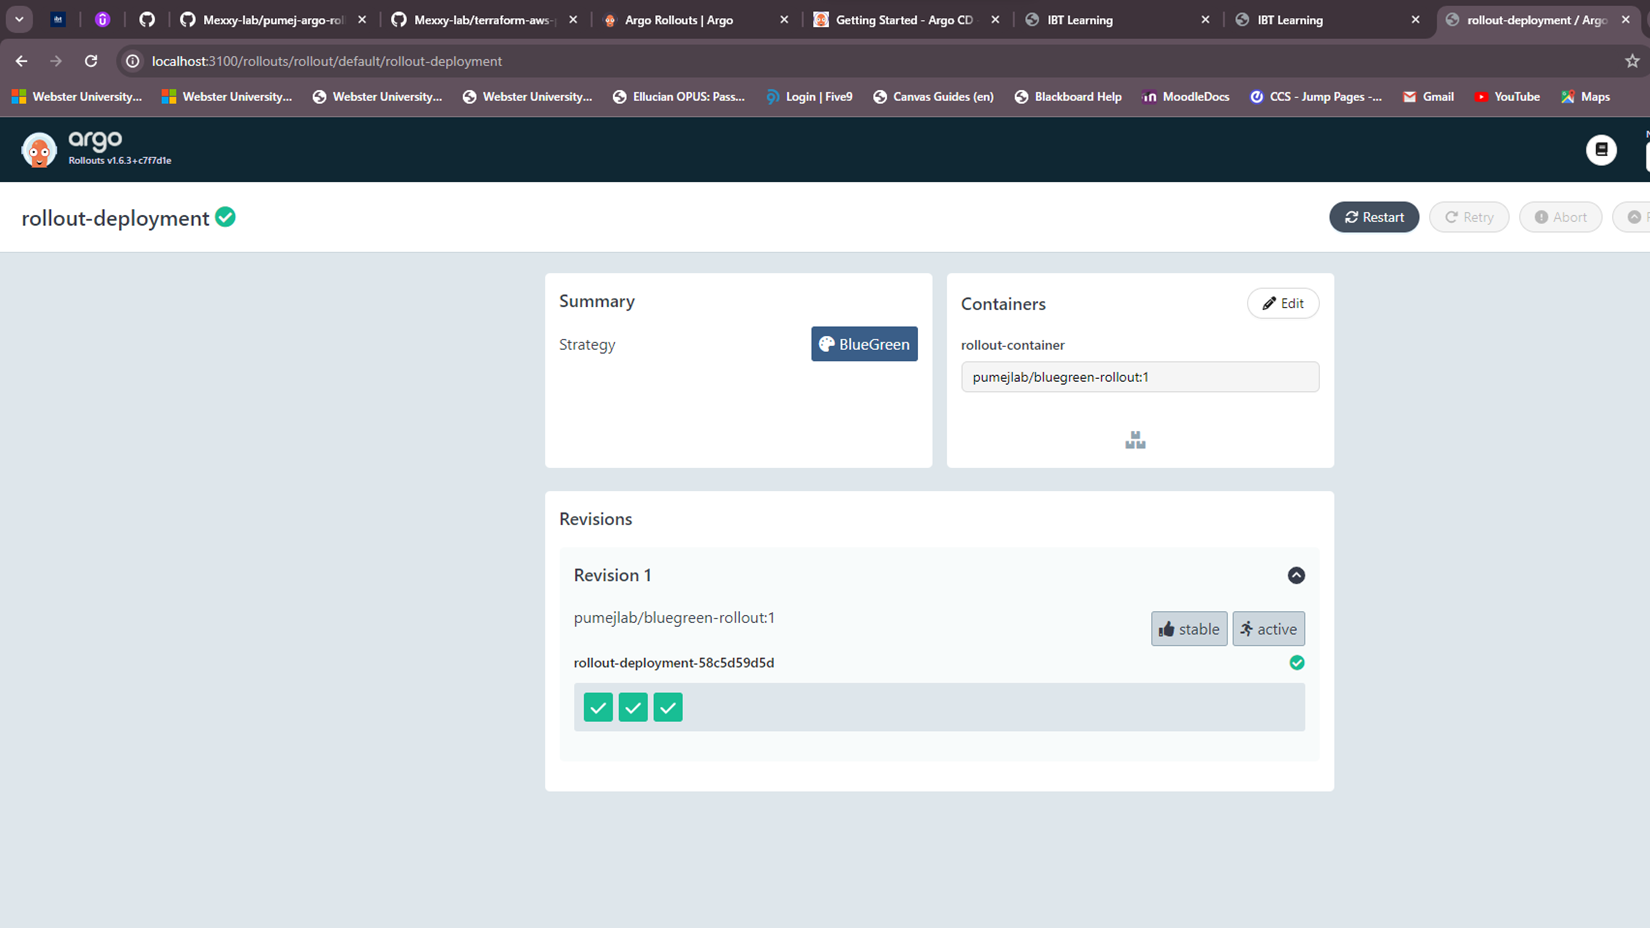 Mexxy-lab/pumej-argo-roll
Mexxy-lab/terraform-aws-
Argo Rollouts | Argo
Getting Started - Argo CD
IBT Learning
IBT Learning
rollout-deployment / Argo
localhost:3100/rollouts/rollout/default/rollout-deployment
Webster University...
Webster University...
Webster University...
Webster University...
Ellucian OPUS: Pass...
Login | Five9
Canvas Guides (en)
Blackboard Help
MoodleDocs
CCS - Jump Pages -...
Gmail
YouTube
Maps
argo
Rollouts v1.6.3+c7f7d1e
rollout-deployment
Restart
Retry
Abort
Summary
Strategy
BlueGreen
Containers
Edit
rollout-container
pumejlab/bluegreen-rollout:1
Revisions
Revision 1
pumejlab/bluegreen-rollout:1
stable
active
rollout-deployment-58c5d59d5d